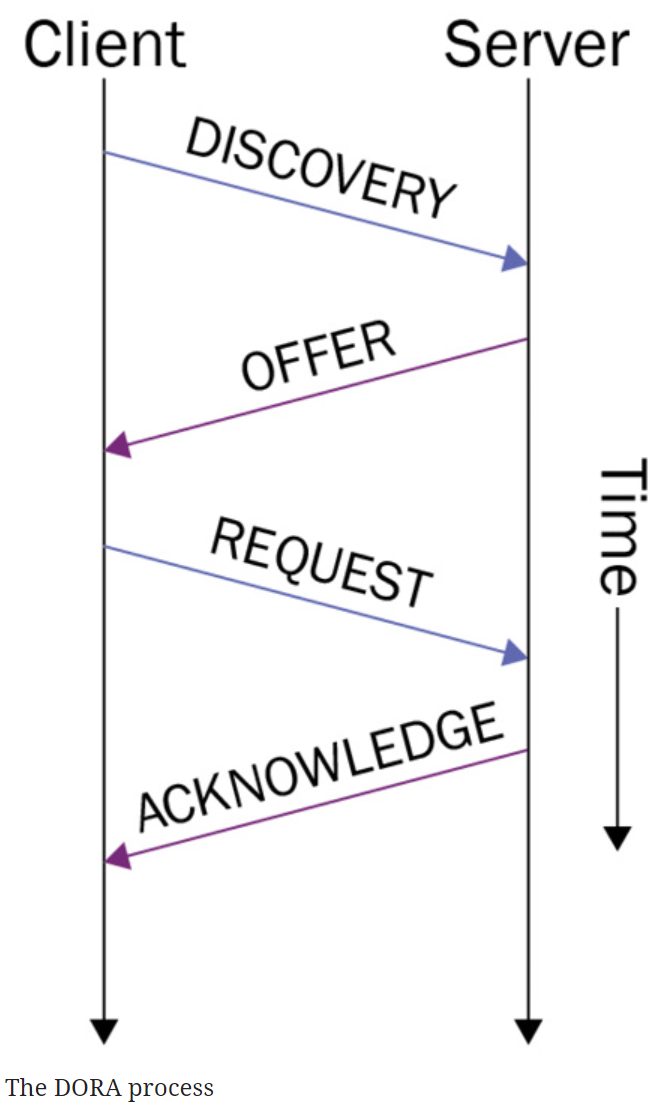 Client
Server
DISCOVERY
OFFER
Time
REQUEST
ACKNOWLEDGE
The DORA process